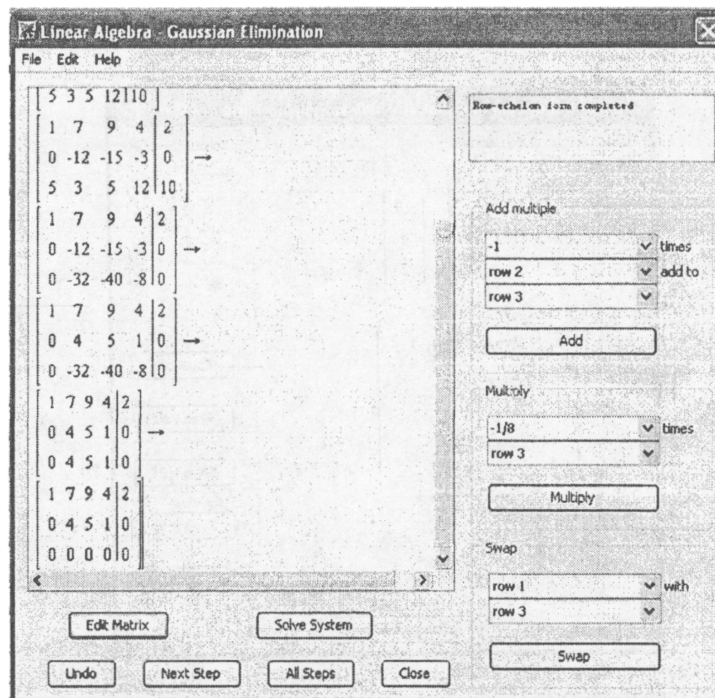 Linear Algebra - Gaussian Elimination
File Edit Help
5 3 5 12 | 10
1 7 9 4 | 2
0 -12 -15 -3 | 0 →
5 3 5 12 | 10
1 7 9 4 | 2
0 -12 -15 -3 | 0 →
0 -32 -40 -8 | 0
1 7 9 4 | 2
0 4 5 1 | 0 →
0 -32 -40 -8 | 0
1 7 9 4 | 2
0 4 5 1 | 0 →
0 4 5 1 | 0
1 7 9 4 | 2
0 4 5 1 | 0
0 0 0 0 | 0
Edit Matrix Solve System
Undo Next Step All Steps Close
Row-echelon form completed
Add multiple
-1 times
row 2 add to
row 3
Add
Multiply
-1/8 times
row 3
Multiply
Swap
row 1 with
row 3
Swap